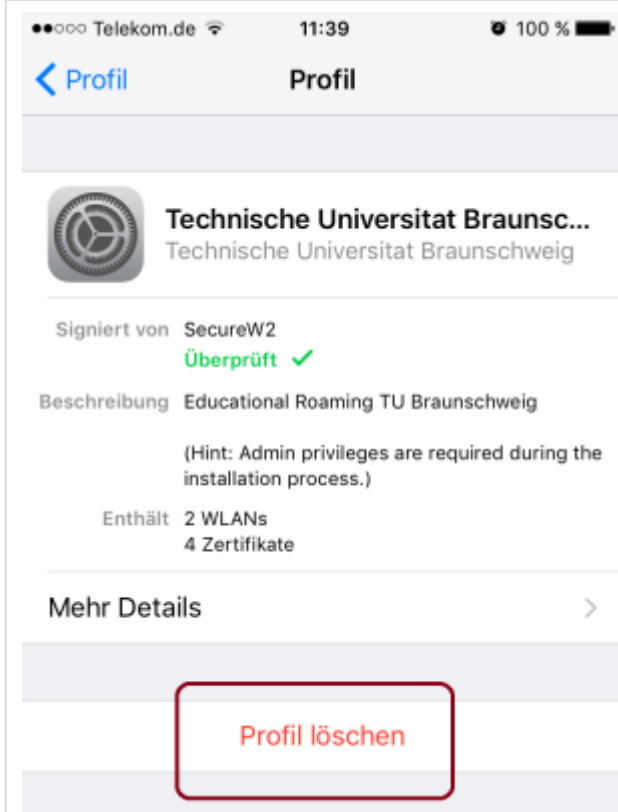 Telekom.de 11:39 100 %
Profil Profil
Technische Universitat Braunsc...
Technische Universitat Braunschweig
Signiert von SecureW2
Überprüft ✓
Beschreibung Educational Roaming TU Braunschweig
(Hint: Admin privileges are required during the
installation process.)
Enthält 2 WLANs
4 Zertifikate
Mehr Details
Profil löschen